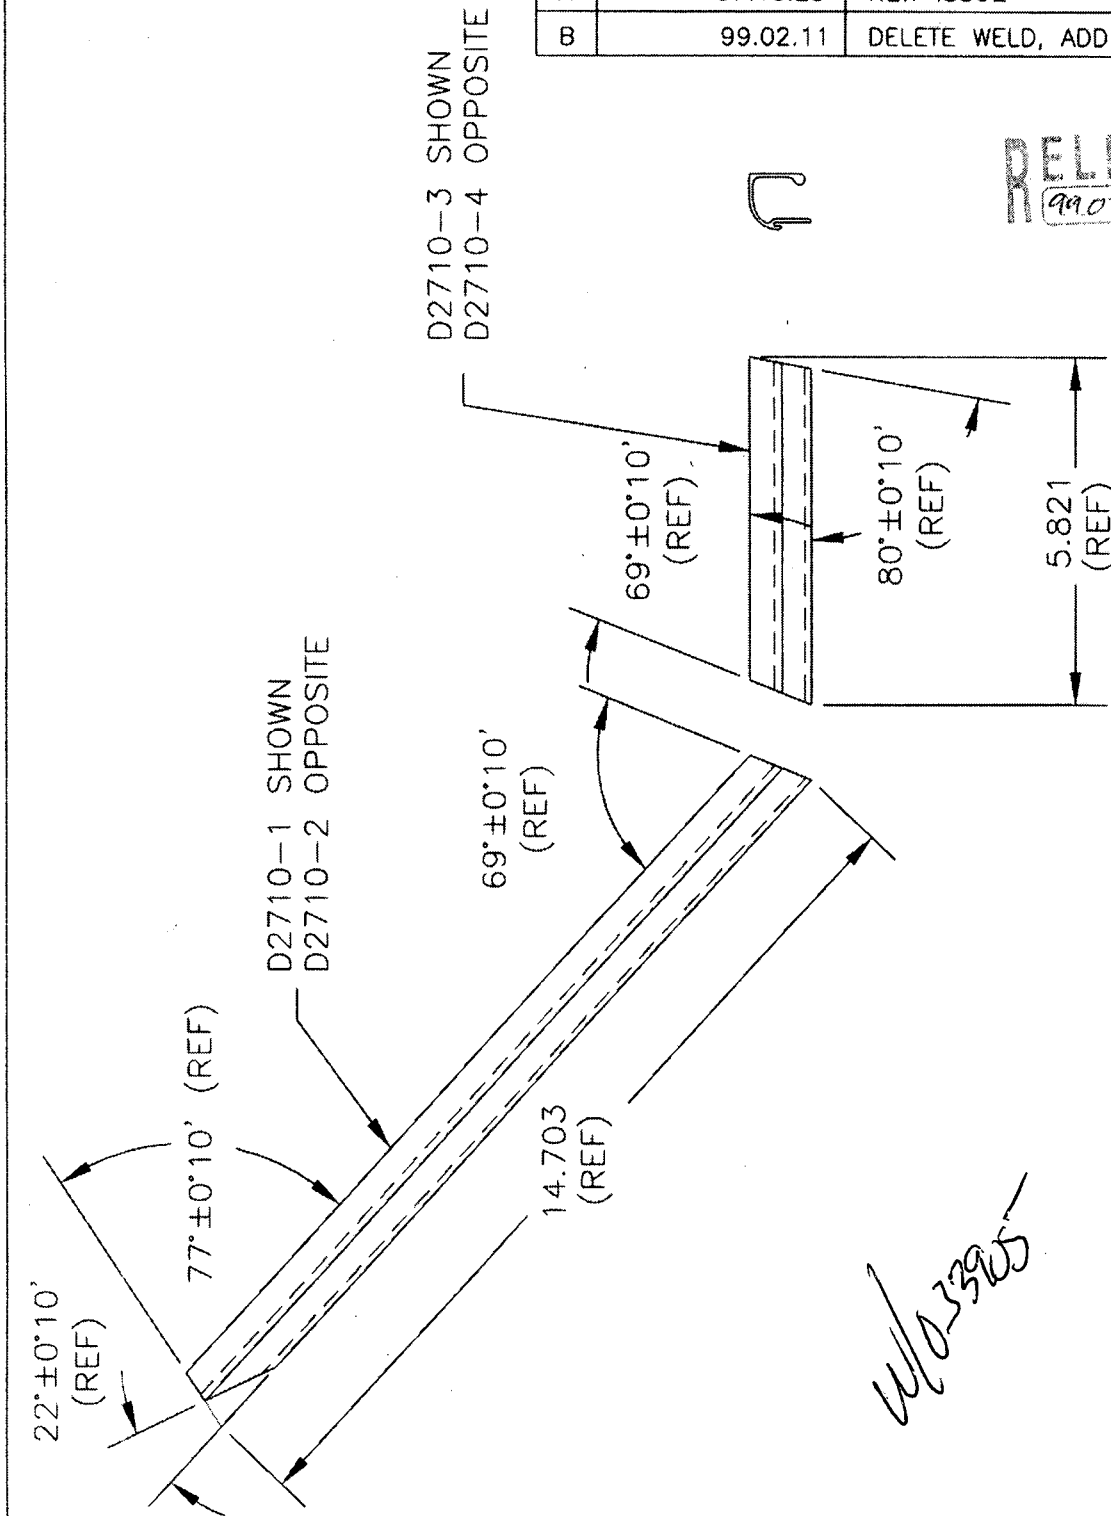 B 99.02.11 DELETE WELD, ADD
D2710-3 SHOWN
D2710-4 OPPOSITE
69°±0°10'
(REF)
80°±0°10'
(REF)
5.821
(REF)
D2710-1 SHOWN
D2710-2 OPPOSITE
69°±0°10'
(REF)
77°±0°10' (REF)
22°±0°10'
(REF)
14.703
(REF)
W/O 33905